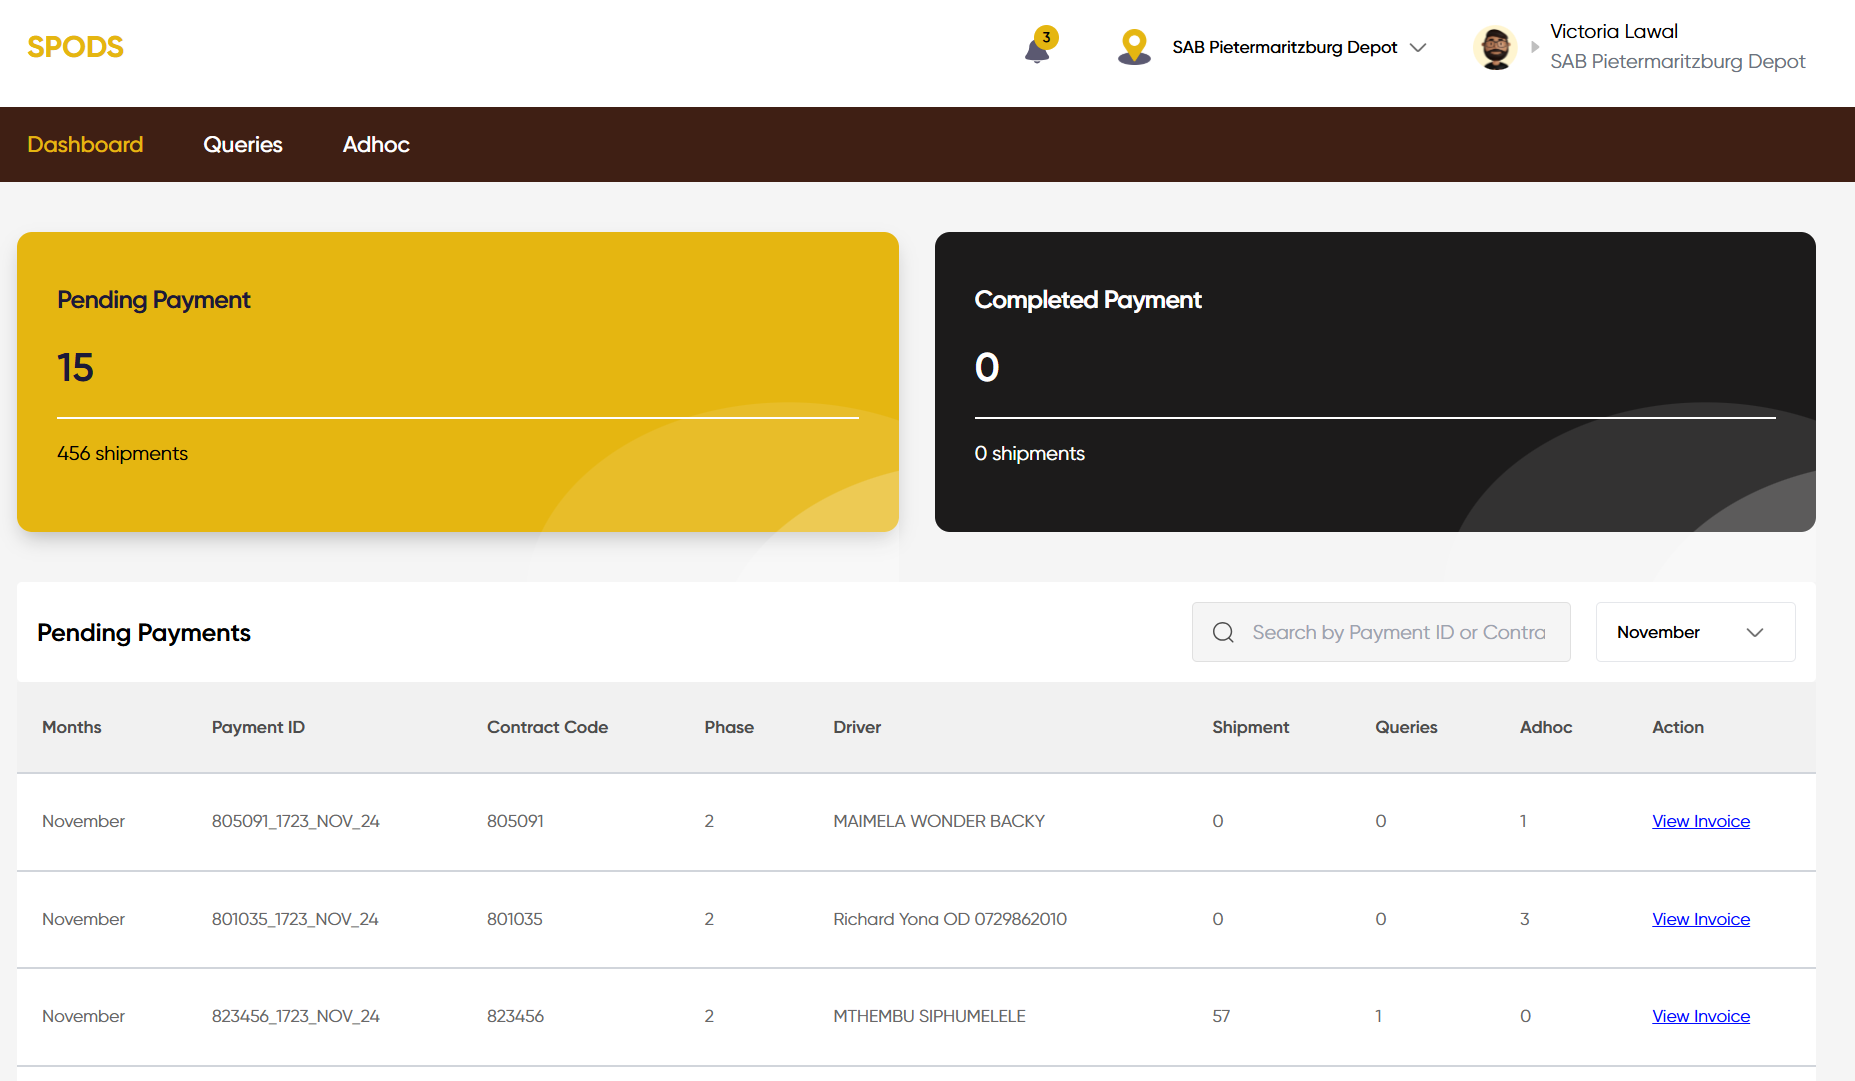 SPODS
3
SAB Pietermaritzburg Depot
Victoria Lawal
SAB Pietermaritzburg Depot
Dashboard Queries Adhoc
Pending Payment
15
456 shipments
Completed Payment
0
0 shipments
Pending Payments
Search by Payment ID or Contra
November
Months Payment ID Contract Code Phase Driver Shipment Queries Adhoc Action
November 805091_1723_NOV_24 805091 2 MAIMELA WONDER BACKY 0 0 1 View Invoice
November 801035_1723_NOV_24 801035 2 Richard Yona OD 0729862010 0 0 3 View Invoice
November 823456_1723_NOV_24 823456 2 MTHEMBU SIPHUMELELE 57 1 0 View Invoice